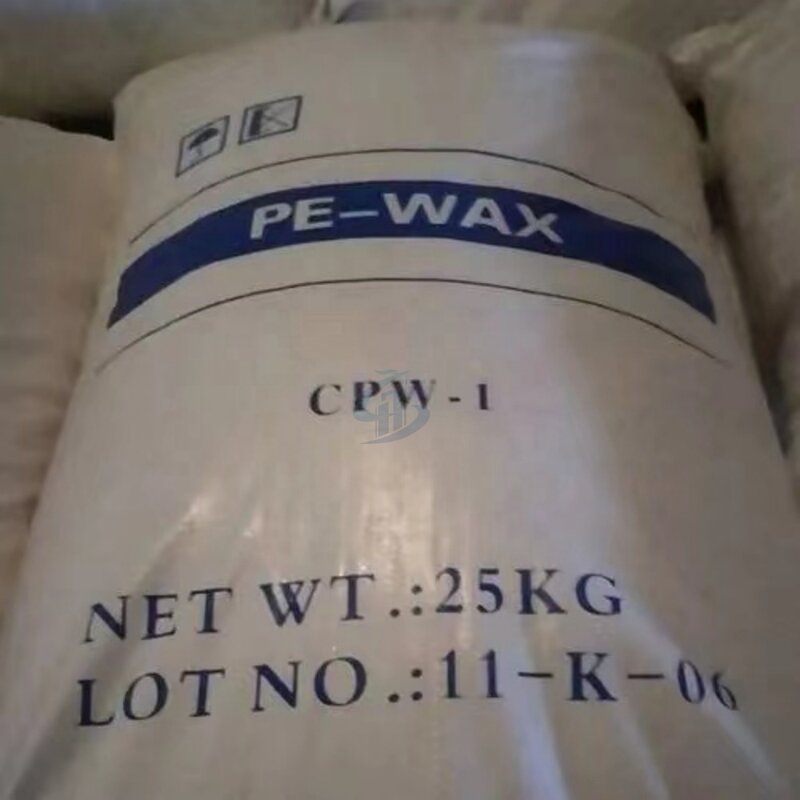 PE-WAX
CPW-1
NET WT.:25KG
LOT NO.:11-K-06